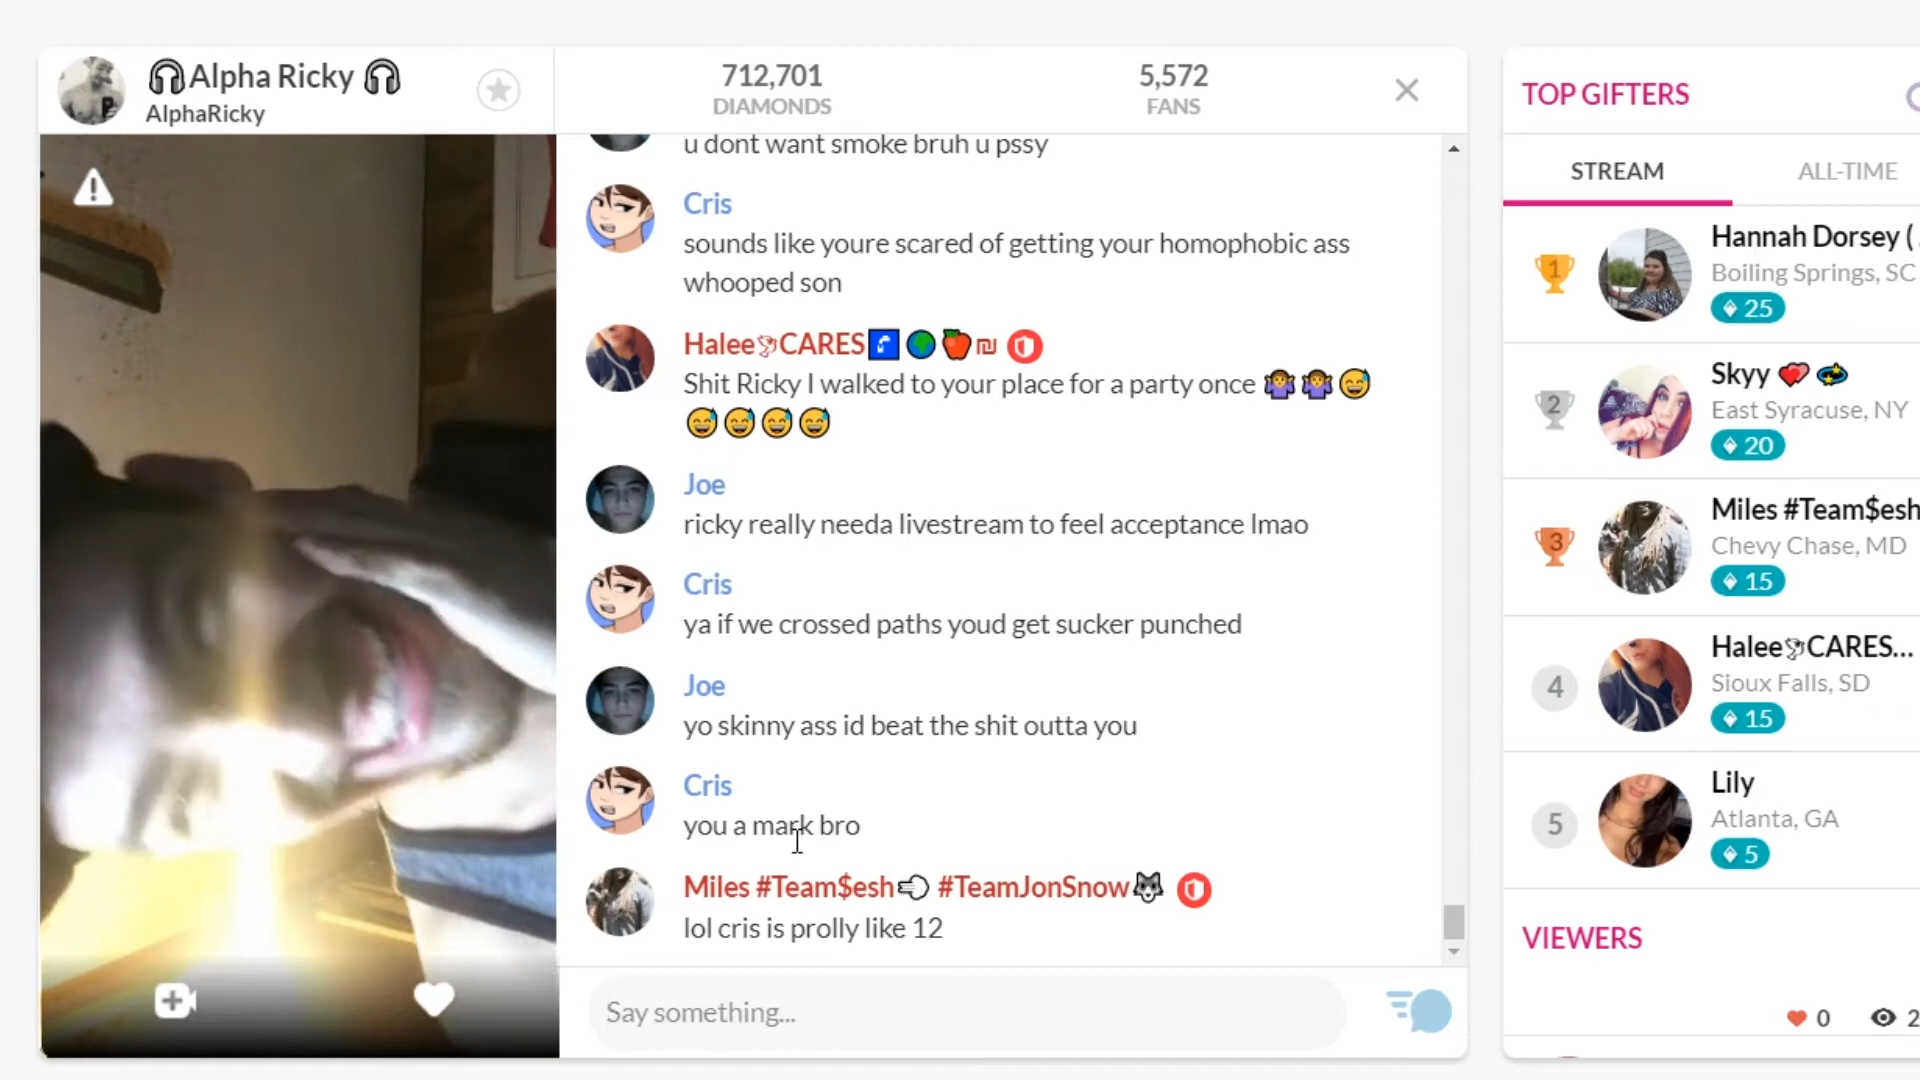 🎧Alpha Ricky 🎧
AlphaRicky
712,701
DIAMONDS
5,572
FANS
u dont want smoke bruh u pssy
Cris
sounds like youre scared of getting your homophobic ass
whooped son
Halee🕊CARES🚰🌍🍎₪
Shit Ricky I walked to your place for a party once 🤷‍♀️🤷‍♀️😅
😅😅😅😅
Joe
ricky really needa livestream to feel acceptance lmao
Cris
ya if we crossed paths youd get sucker punched
Joe
yo skinny ass id beat the shit outta you
Cris
you a mark bro
Miles #Team$esh💨 #TeamJonSnow🐺
lol cris is prolly like 12
Say something...
TOP GIFTERS
STREAM
ALL-TIME
1
Hannah Dorsey (
Boiling Springs, SC
25
2
Skyy 💕 💫
East Syracuse, NY
20
3
Miles #Team$esh
Chevy Chase, MD
15
4
Halee🕊CARES...
Sioux Falls, SD
15
5
Lily
Atlanta, GA
5
VIEWERS
0
2